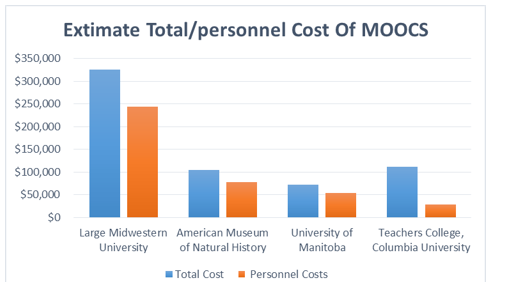 Extimate Total/personnel Cost Of MOOCS
$350,000
$300,000
$250,000
$200,000
$150,000
$100,000
$50,000
$0
Large Midwestern
University
American Museum
of Natural History
University of
Manitoba
Teachers College,
Columbia University
Total Cost
Personnel Costs